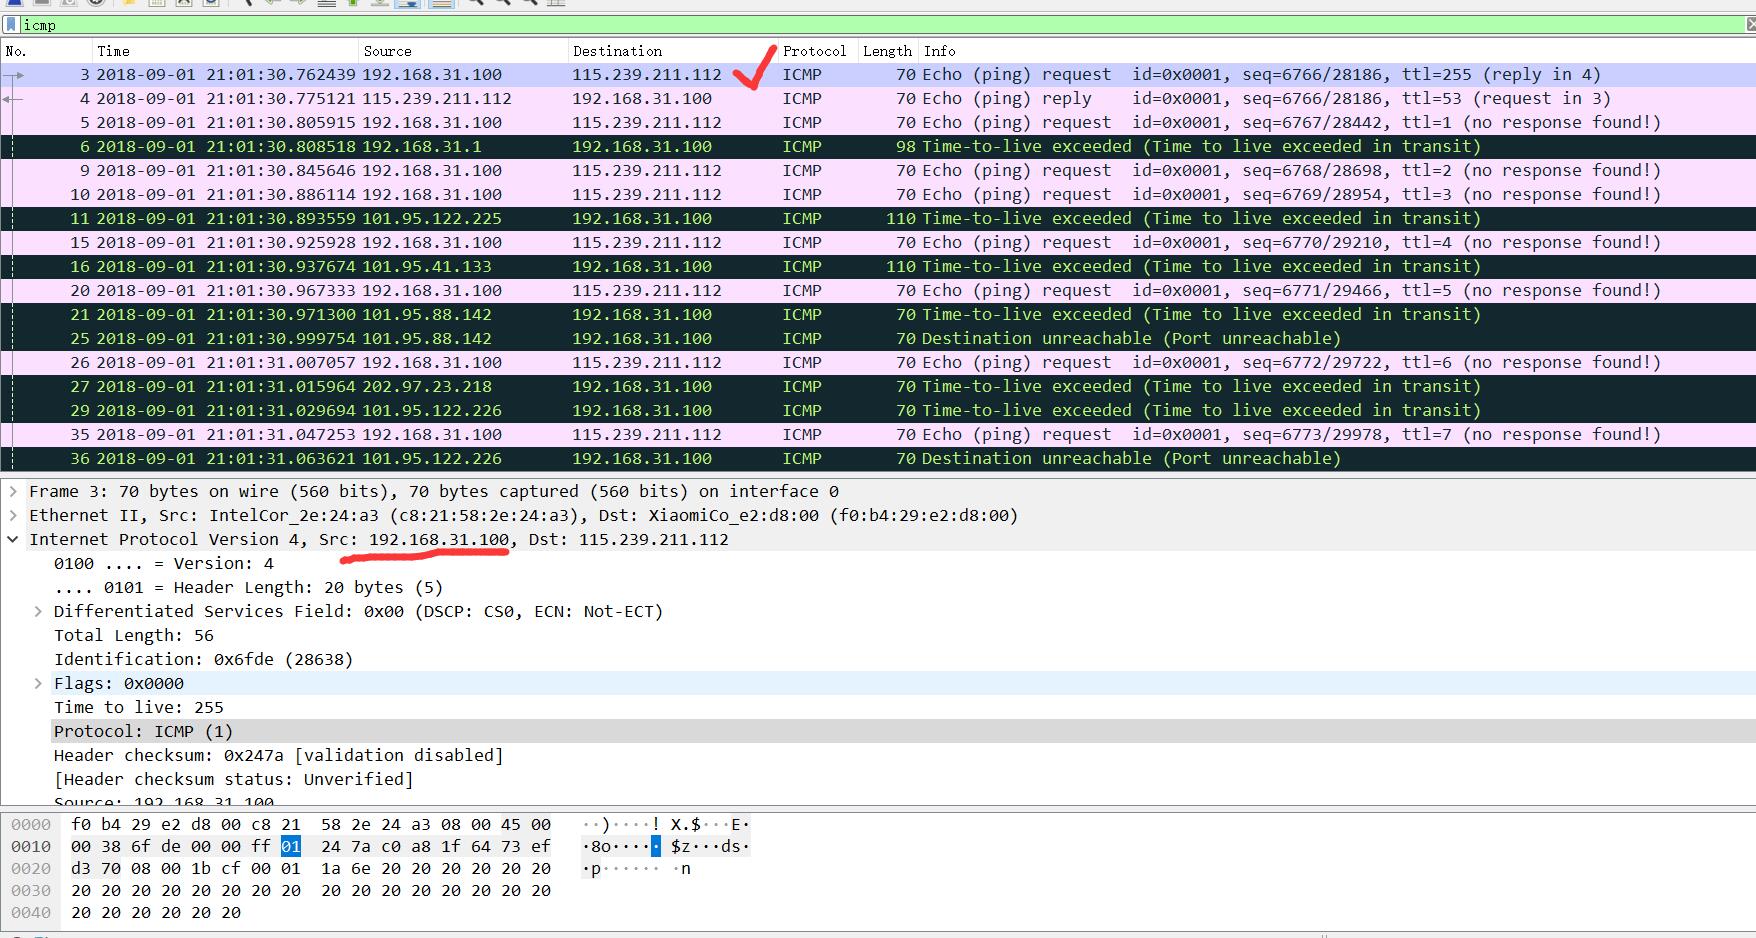 icmp
No. Time Source Destination Protocol Length Info
3 2018-09-01 21:01:30.762439 192.168.31.100 115.239.211.112 ICMP 70 Echo (ping) request id=0x0001, seq=6766/28186, ttl=255 (reply in 4)
4 2018-09-01 21:01:30.775121 115.239.211.112 192.168.31.100 ICMP 70 Echo (ping) reply id=0x0001, seq=6766/28186, ttl=53 (request in 3)
5 2018-09-01 21:01:30.805915 192.168.31.100 115.239.211.112 ICMP 70 Echo (ping) request id=0x0001, seq=6767/28442, ttl=1 (no response found!)
6 2018-09-01 21:01:30.808518 192.168.31.1 192.168.31.100 ICMP 98 Time-to-live exceeded (Time to live exceeded in transit)
9 2018-09-01 21:01:30.845646 192.168.31.100 115.239.211.112 ICMP 70 Echo (ping) request id=0x0001, seq=6768/28698, ttl=2 (no response found!)
10 2018-09-01 21:01:30.886114 192.168.31.100 115.239.211.112 ICMP 70 Echo (ping) request id=0x0001, seq=6769/28954, ttl=3 (no response found!)
11 2018-09-01 21:01:30.893559 101.95.122.225 192.168.31.100 ICMP 110 Time-to-live exceeded (Time to live exceeded in transit)
15 2018-09-01 21:01:30.925928 192.168.31.100 115.239.211.112 ICMP 70 Echo (ping) request id=0x0001, seq=6770/29210, ttl=4 (no response found!)
16 2018-09-01 21:01:30.937674 101.95.41.133 192.168.31.100 ICMP 110 Time-to-live exceeded (Time to live exceeded in transit)
20 2018-09-01 21:01:30.967333 192.168.31.100 115.239.211.112 ICMP 70 Echo (ping) request id=0x0001, seq=6771/29466, ttl=5 (no response found!)
21 2018-09-01 21:01:30.971300 101.95.88.142 192.168.31.100 ICMP 70 Time-to-live exceeded (Time to live exceeded in transit)
25 2018-09-01 21:01:30.999754 101.95.88.142 192.168.31.100 ICMP 70 Destination unreachable (Port unreachable)
26 2018-09-01 21:01:31.007057 192.168.31.100 115.239.211.112 ICMP 70 Echo (ping) request id=0x0001, seq=6772/29722, ttl=6 (no response found!)
27 2018-09-01 21:01:31.015964 202.97.23.218 192.168.31.100 ICMP 70 Time-to-live exceeded (Time to live exceeded in transit)
29 2018-09-01 21:01:31.029694 101.95.122.226 192.168.31.100 ICMP 70 Time-to-live exceeded (Time to live exceeded in transit)
35 2018-09-01 21:01:31.047253 192.168.31.100 115.239.211.112 ICMP 70 Echo (ping) request id=0x0001, seq=6773/29978, ttl=7 (no response found!)
36 2018-09-01 21:01:31.063621 101.95.122.226 192.168.31.100 ICMP 70 Destination unreachable (Port unreachable)
Frame 3: 70 bytes on wire (560 bits), 70 bytes captured (560 bits) on interface 0
Ethernet II, Src: IntelCor_2e:24:a3 (c8:21:58:2e:24:a3), Dst: XiaomiCo_e2:d8:00 (f0:b4:29:e2:d8:00)
Internet Protocol Version 4, Src: 192.168.31.100, Dst: 115.239.211.112
0100 .... = Version: 4
.... 0101 = Header Length: 20 bytes (5)
Differentiated Services Field: 0x00 (DSCP: CS0, ECN: Not-ECT)
Total Length: 56
Identification: 0x6fde (28638)
Flags: 0x0000
Time to live: 255
Protocol: ICMP (1)
Header checksum: 0x247a [validation disabled]
[Header checksum status: Unverified]
Source: 192.168.31.100
0000 f0 b4 29 e2 d8 00 c8 21 58 2e 24 a3 08 00 45 00 ··)····! X.$···E·
0010 00 38 6f de 00 00 ff 01 24 7a c0 a8 1f 64 73 ef ·8o····· $z···ds·
0020 d3 70 08 00 1b cf 00 01 1a 6e 20 20 20 20 20 20 ·p······ ·n
0030 20 20 20 20 20 20 20 20 20 20 20 20 20 20 20 20
0040 20 20 20 20 20 20